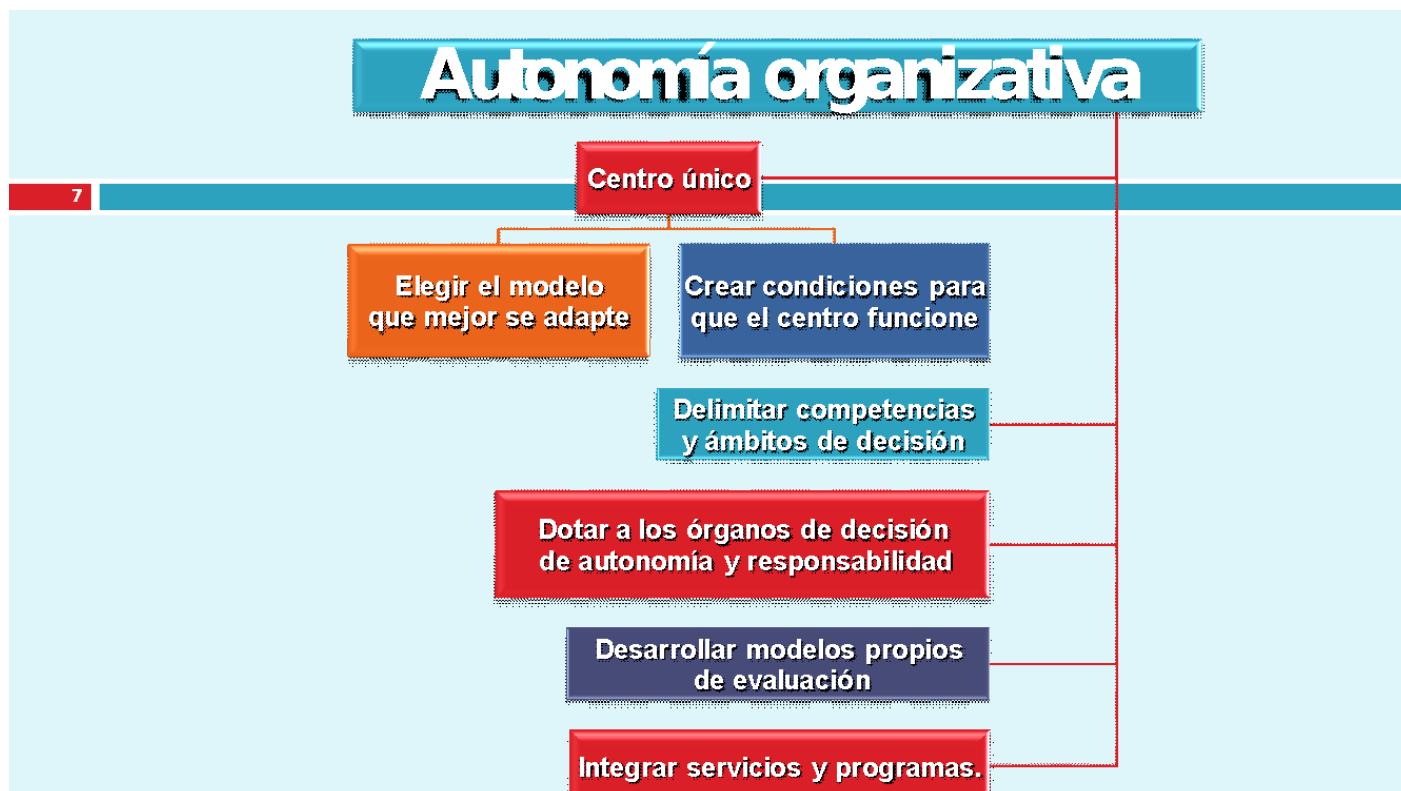 Autonomía organizativa
Centro único
7
Elegir el modelo
que mejor se adapte
Crear condiciones para
que el centro funcione
Delimitar competencias
y ámbitos de decisión
Dotar a los órganos de decisión
de autonomía y responsabilidad
Desarrollar modelos propios
de evaluación
Integrar servicios y programas.